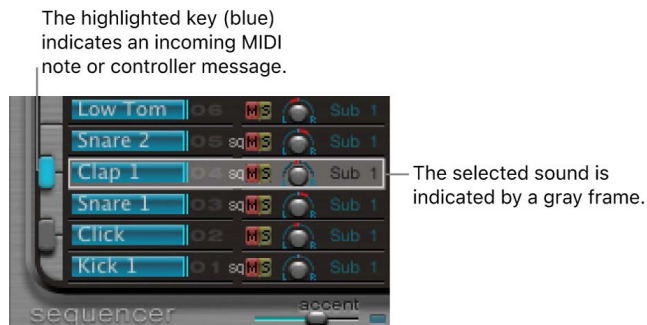 The highlighted key (blue)
indicates an incoming MIDI
note or controller message.
Low Tom 06 M S L R Sub 1
Snare 2 05 sq M S L R Sub 1
Clap 1 04 sq M S L R Sub 1
The selected sound is
indicated by a gray frame.
Snare 1 03 sq M S L R Sub 1
Click 02 M S L R Sub 1
Kick 1 01 sq M S L R Sub 1
sequencer
accent